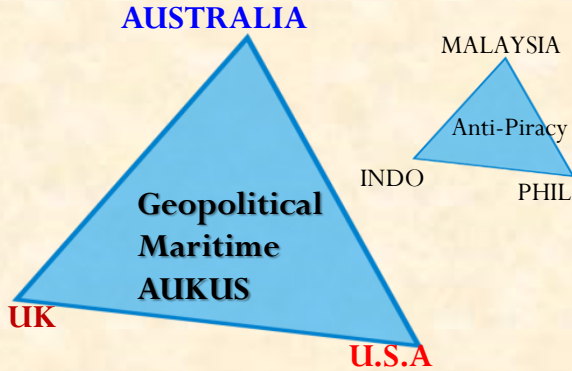 AUSTRALIA
MALAYSIA
Anti-Piracy
INDO
PHIL
Geopolitical
Maritime
AUKUS
UK
U.S.A